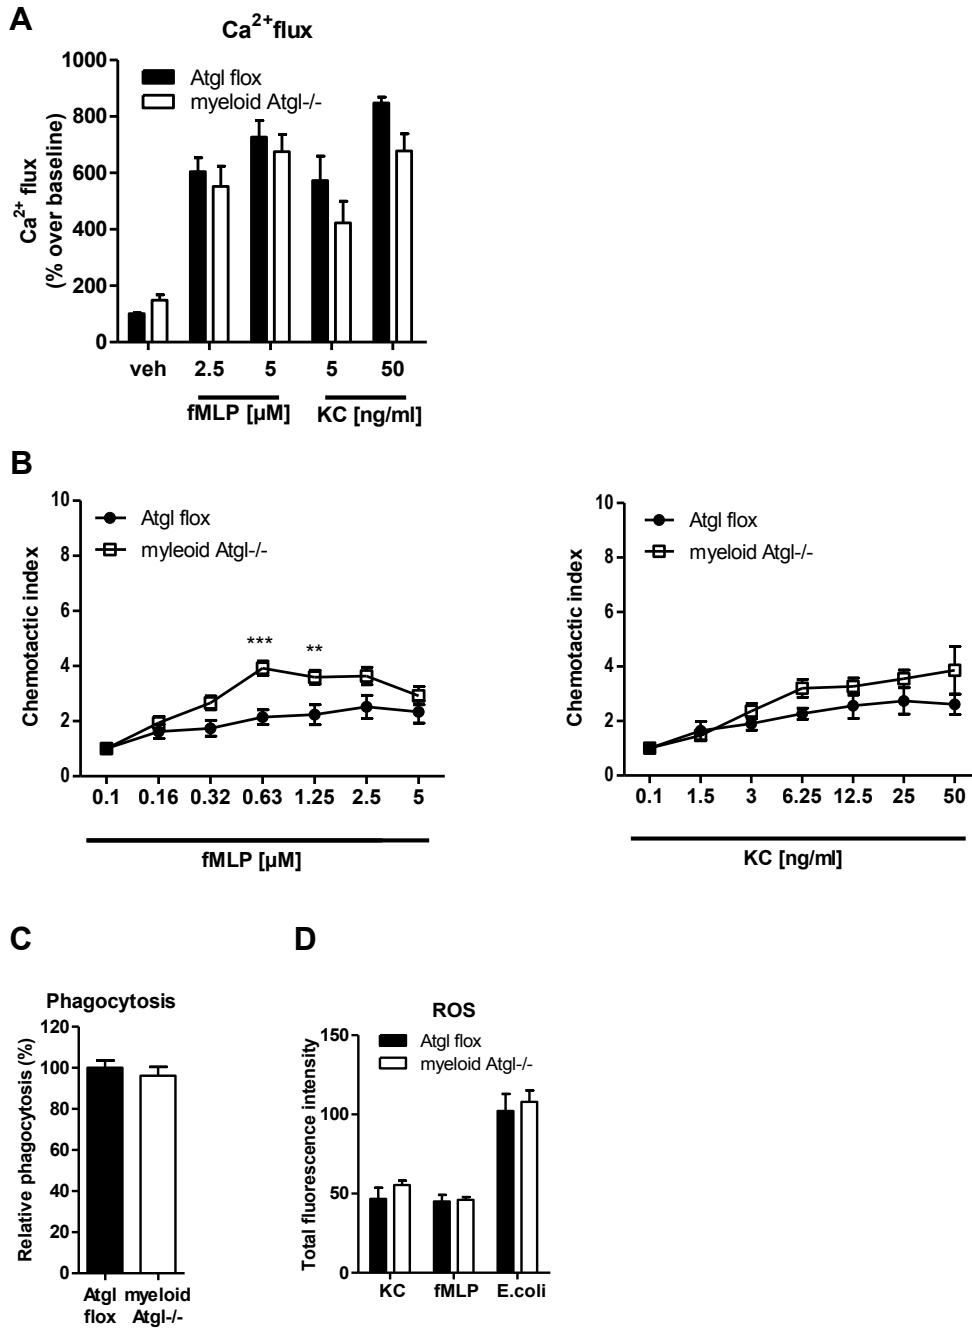 A
Ca2+flux
1000
800
600
400
200
0
Ca2+ flux
(% over baseline)
Atgl flox
myeloid Atgl-/-
veh 2.5 5 5 50
fMLP [µM] KC [ng/ml]
B
10
8
6
4
2
0
Chemotactic index
Atgl flox
myleoid Atgl-/-
*** **
0.1 0.16 0.32 0.63 1.25 2.5 5
fMLP [µM]
10
8
6
4
2
0
Chemotactic index
Atgl flox
myeloid Atgl-/-
0.1 1.5 3 6.25 12.5 25 50
KC [ng/ml]
C
Phagocytosis
120
100
80
60
40
20
0
Relative phagocytosis (%)
Atgl myeloid
flox Atgl-/-
D
ROS
150
100
50
0
Total fluorescence intensity
Atgl flox
myeloid Atgl-/-
KC fMLP E.coli